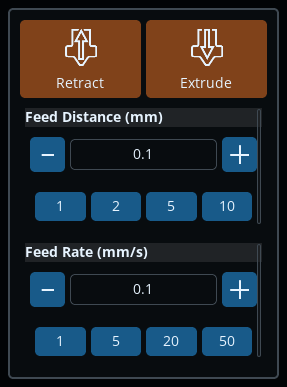 Retract Extrude
Feed Distance (mm)
− 0.1 +
1 2 5 10
Feed Rate (mm/s)
− 0.1 +
1 5 20 50